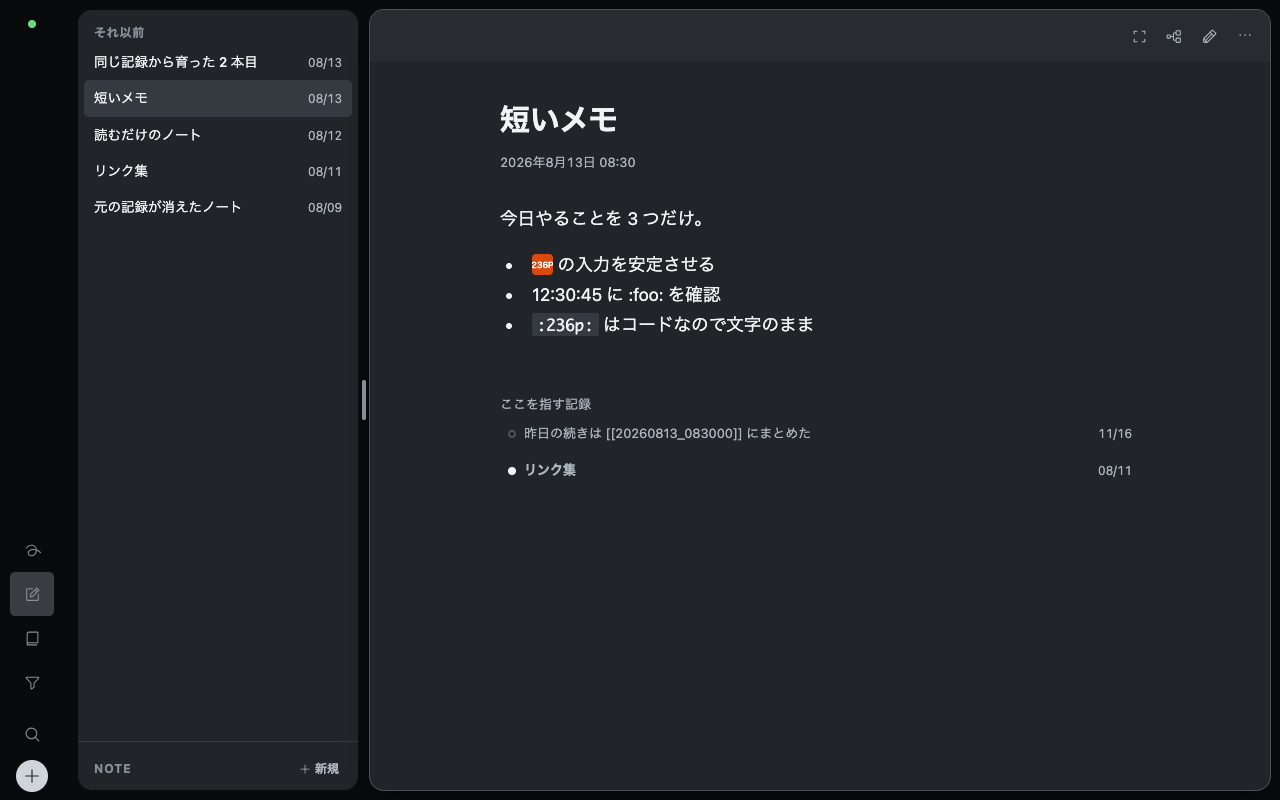 それ以前
同じ記録から育った 2 本目 08/13
短いメモ 08/13
読むだけのノート 08/12
リンク集 08/11
元の記録が消えたノート 08/09
NOTE
新規
短いメモ
2026年8月13日 08:30
今日やることを 3 つだけ。
236P の入力を安定させる
12:30:45 に :foo: を確認
:236p: はコードなので文字のまま
ここを指す記録
昨日の続きは [[20260813_083000]] にまとめた 11/16
リンク集 08/11